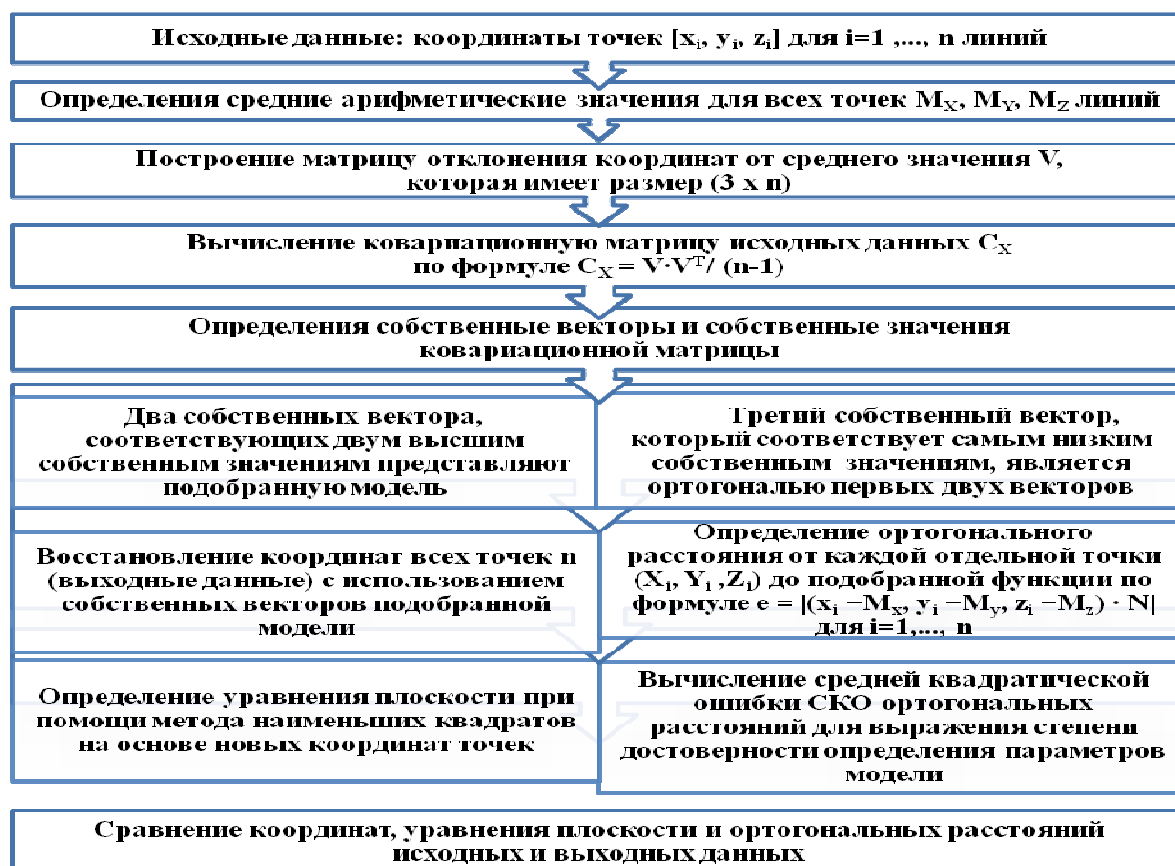 Исходные данные: координаты точек [xᵢ, yᵢ, zᵢ] для i=1 ,..., n линий
Определения средние арифметические значения для всех точек M_X, M_Y, M_Z линий
Построение матрицу отклонения координат от среднего значения V,
которая имеет размер (3 x n)
Вычисление ковариационную матрицу исходных данных C_X
по формуле C_X = V·Vᵀ/ (n-1)
Определения собственные векторы и собственные значения
ковариационной матрицы
Два собственных вектора,
соответствующих двум высшим
собственным значениям представляют
подобранную модель
Третий собственный вектор,
который соответствует самым низким
собственным значениям, является
ортогональю первых двух векторов
Восстановление координат всех точек n
(выходные данные) с использованием
собственных векторов подобранной
модели
Определение ортогонального
расстояния от каждой отдельной точки
(Xᵢ, Yᵢ ,Zᵢ) до подобранной функции по
формуле e = |(xᵢ –Mₓ, yᵢ –M_y, zᵢ –M_z) · N|
для i=1,..., n
Определение уравнения плоскости при
помощи метода наименьших квадратов
на основе новых координат точек
Вычисление средней квадратической
ошибки СКО ортогональных
расстояний для выражения степени
достоверности определения параметров
модели
Сравнение координат, уравнения плоскости и ортогональных расстояний
исходных и выходных данных